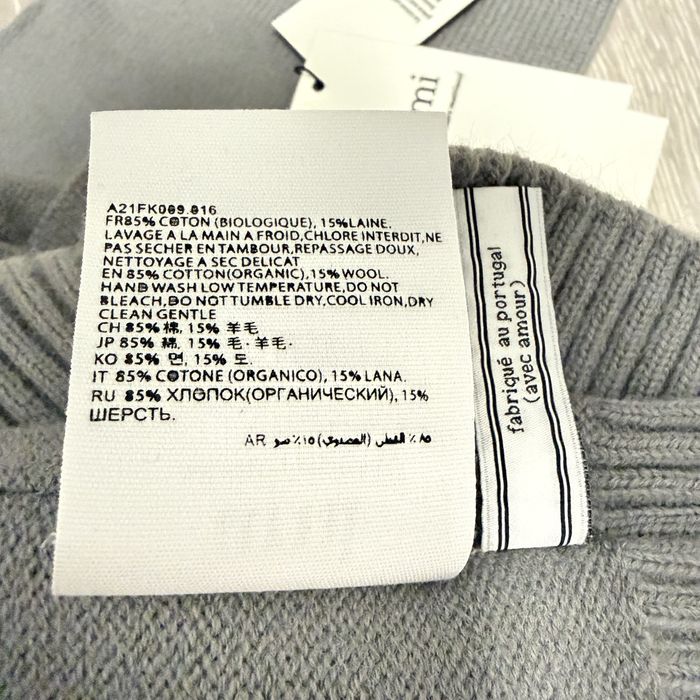 mi
A21FK009.016
FR85% COTON (BIOLOGIQUE), 15%LAINE.
LAVAGE A LA MAIN A FROID,CHLORE INTERDIT,NE
PAS SECHER EN TAMBOUR,REPASSAGE DOUX,
NETTOYAGE A SEC DELICAT
EN 85% COTTON(ORGANIC),15% WOOL.
HAND WASH LOW TEMPERATURE,DO NOT
BLEACH,DO NOT TUMBLE DRY,COOL IRON,DRY
CLEAN GENTLE
CH 85% 棉, 15% 羊毛
JP 85% 綿, 15% 毛·羊毛·
KO 85% 면, 15% 도.
IT 85% COTONE (ORGANICO), 15% LANA.
RU 85% ХЛОПОК(ОРГАНИЧЕСКИЙ), 15%
ШЕРСТЬ.
AR
fabriqué au portugal
(avec amour)